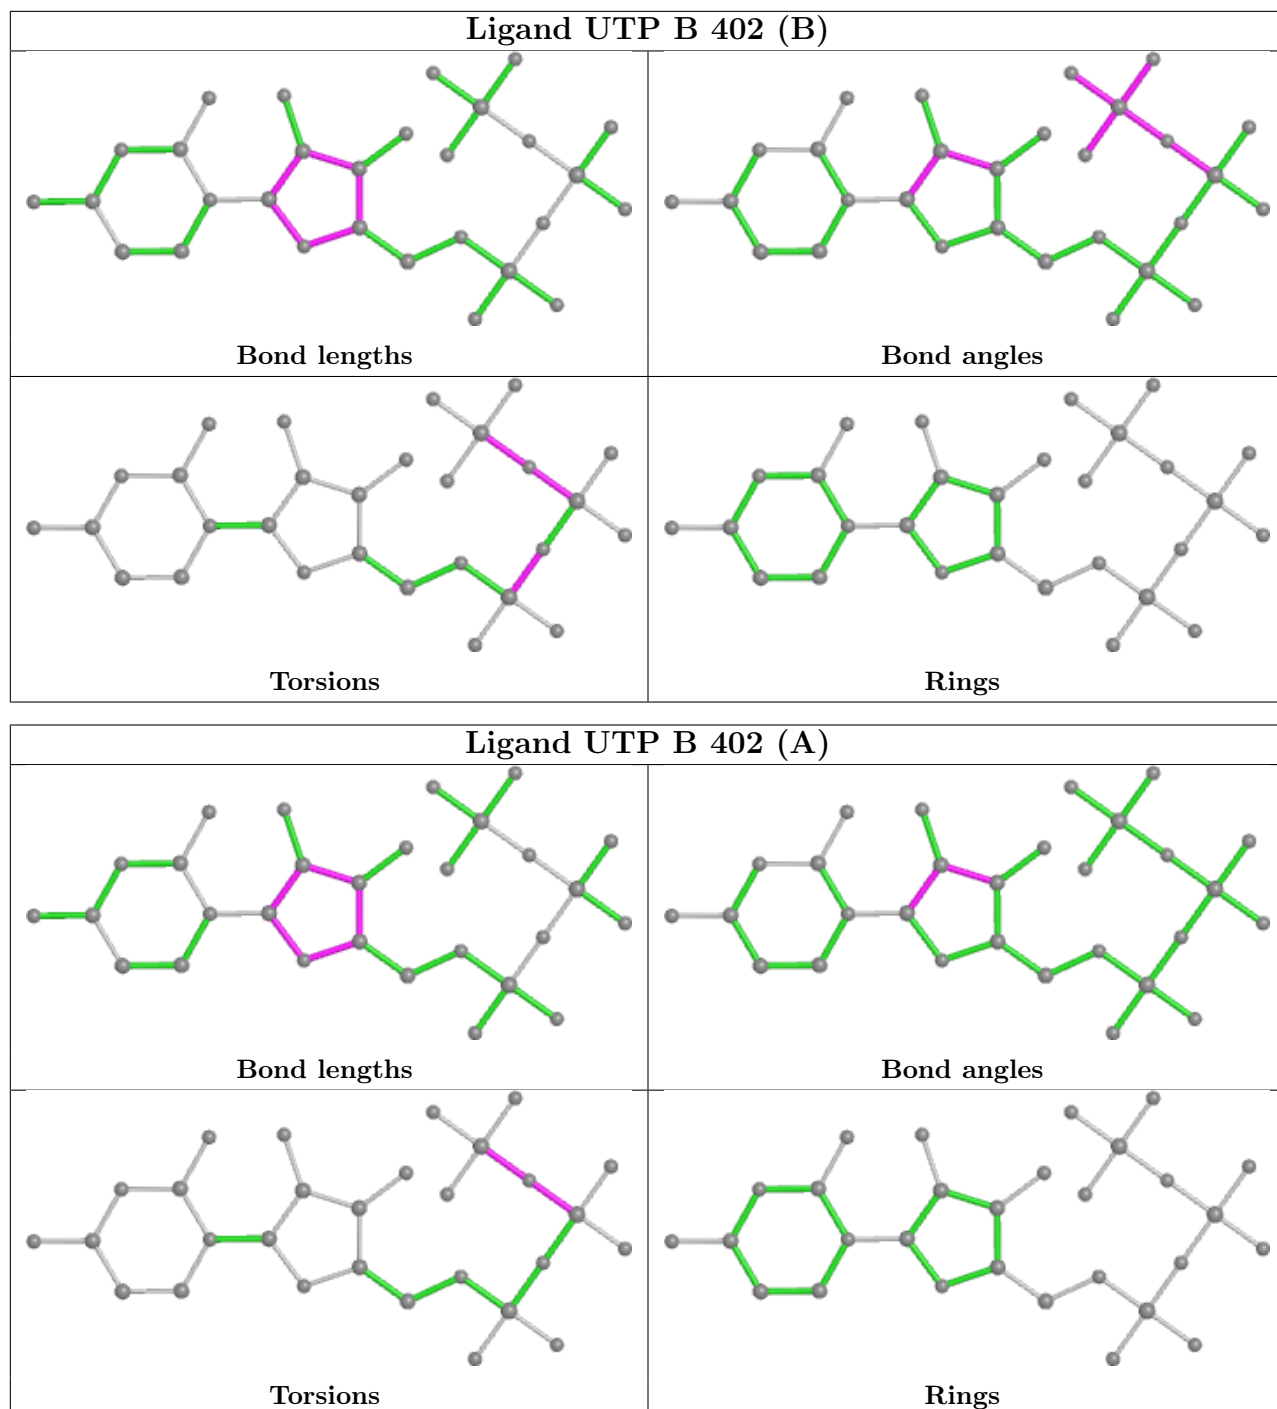 Ligand UTP B 402 (B)
Bond lengths
Bond angles
Torsions
Rings
Ligand UTP B 402 (A)
Bond lengths
Bond angles
Torsions
Rings